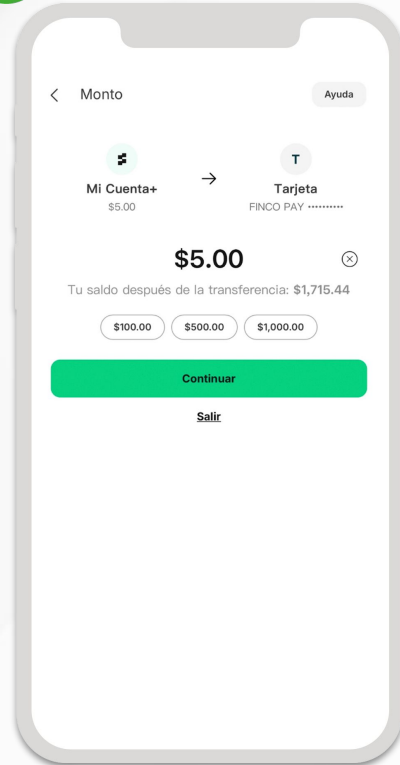 Monto
Ayuda
Mi Cuenta+
$5.00
Tarjeta
FINCO PAY ••••••••••
$5.00
Tu saldo después de la transferencia: $1,715.44
$100.00 $500.00 $1,000.00
Continuar
Salir